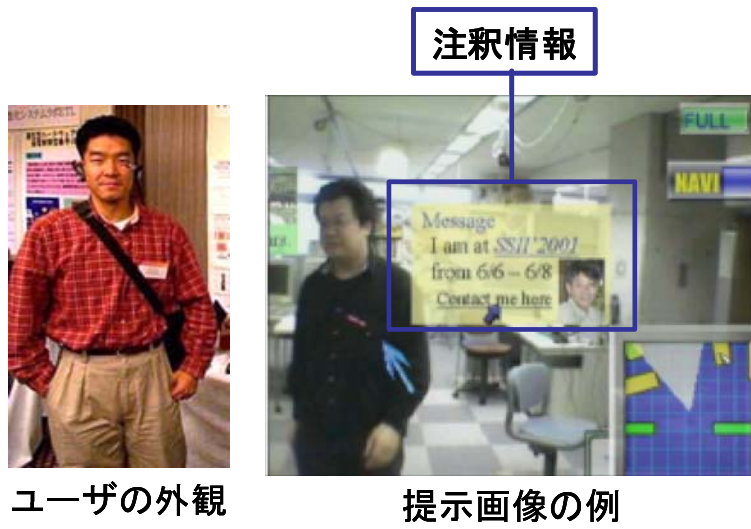 注釈情報
FULL
NAVI
Message
I am at SSII'2001
from 6/6 – 6/8
Contact me here
ユーザの外観
提示画像の例